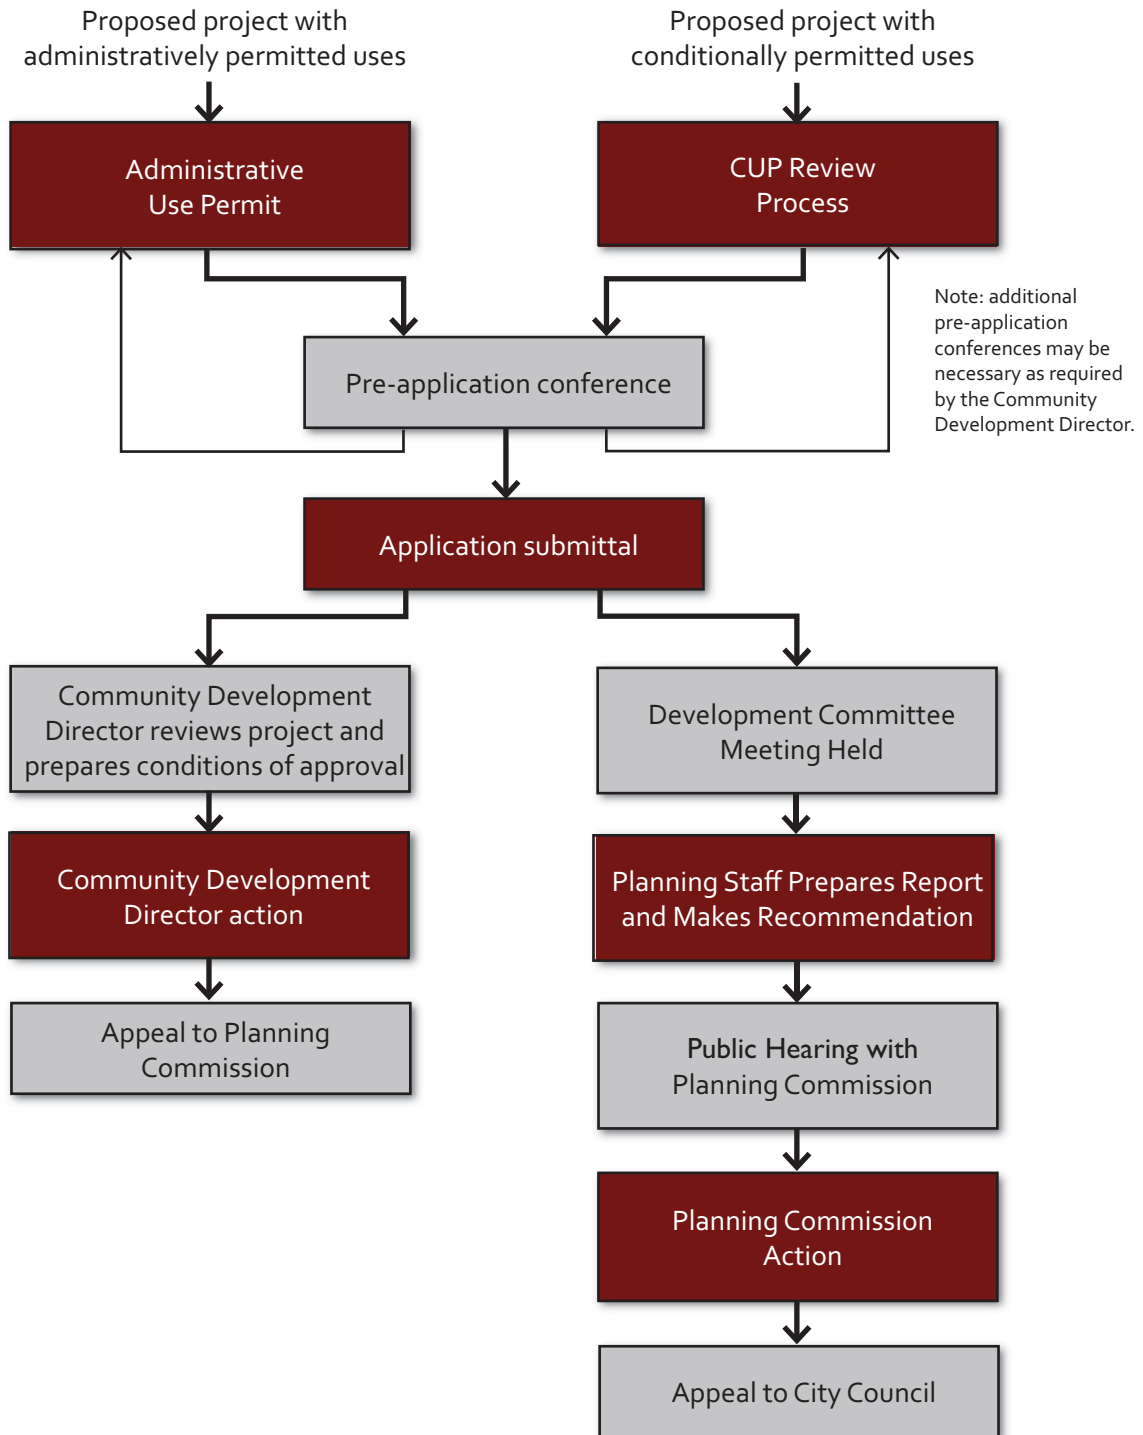 Proposed project with
administratively permitted uses
Proposed project with
conditionally permitted uses
Administrative
Use Permit
CUP Review
Process
Note: additional
pre-application
conferences may be
necessary as required
by the Community
Development Director.
Pre-application conference
Application submittal
Community Development
Director reviews project and
prepares conditions of approval
Development Committee
Meeting Held
Community Development
Director action
Planning Staff Prepares Report
and Makes Recommendation
Appeal to Planning
Commission
Public Hearing with
Planning Commission
Planning Commission
Action
Appeal to City Council